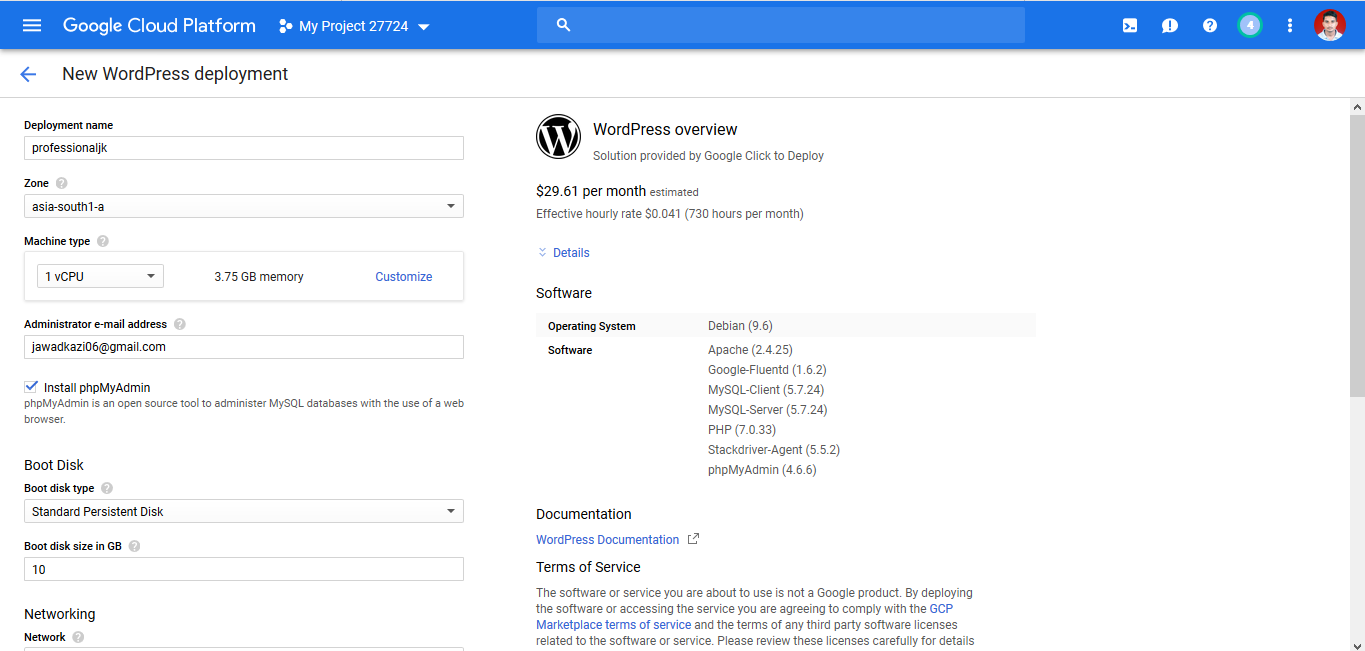 Google Cloud Platform
My Project 27724
4
New WordPress deployment
Deployment name
professionaljk
Zone
asia-south1-a
Machine type
1 vCPU
3.75 GB memory
Customize
Administrator e-mail address
jawadkazi06@gmail.com
Install phpMyAdmin
phpMyAdmin is an open source tool to administer MySQL databases with the use of a web
browser.
Boot Disk
Boot disk type
Standard Persistent Disk
Boot disk size in GB
10
Networking
Network
WordPress overview
Solution provided by Google Click to Deploy
$29.61 per month estimated
Effective hourly rate $0.041 (730 hours per month)
Details
Software
Operating System
Debian (9.6)
Software
Apache (2.4.25)
Google-Fluentd (1.6.2)
MySQL-Client (5.7.24)
MySQL-Server (5.7.24)
PHP (7.0.33)
Stackdriver-Agent (5.5.2)
phpMyAdmin (4.6.6)
Documentation
WordPress Documentation
Terms of Service
The software or service you are about to use is not a Google product. By deploying
the software or accessing the service you are agreeing to comply with the GCP
Marketplace terms of service and the terms of any third party software licenses
related to the software or service. Please review these licenses carefully for details